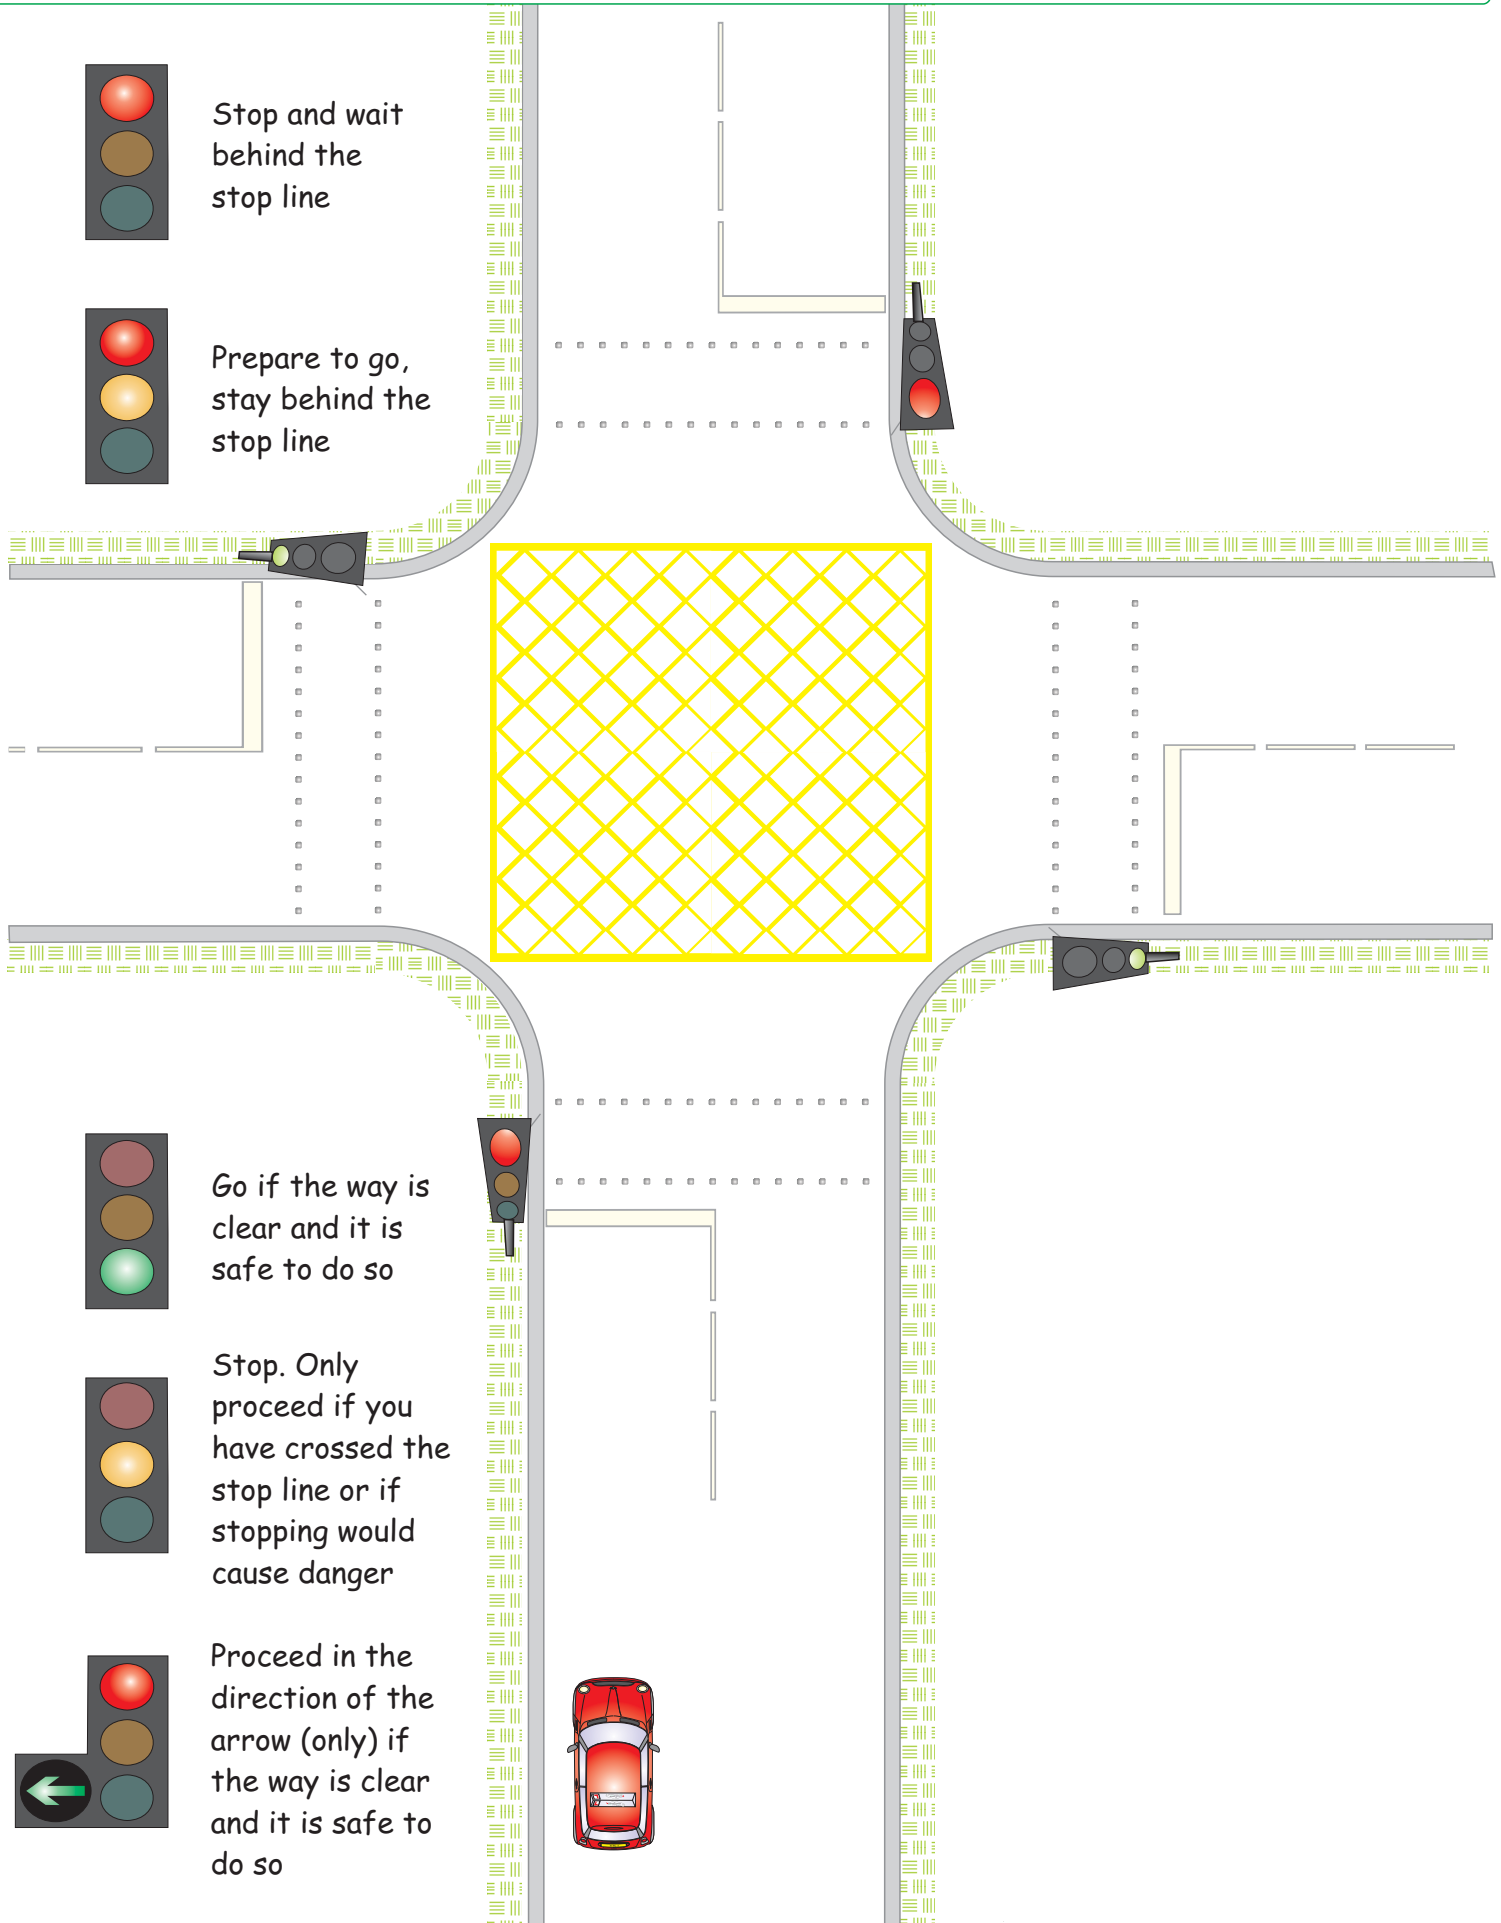 Stop and wait
behind the
stop line
Prepare to go,
stay behind the
stop line
Go if the way is
clear and it is
safe to do so
Stop. Only
proceed if you
have crossed the
stop line or if
stopping would
cause danger
Proceed in the
direction of the
arrow (only) if
the way is clear
and it is safe to
do so